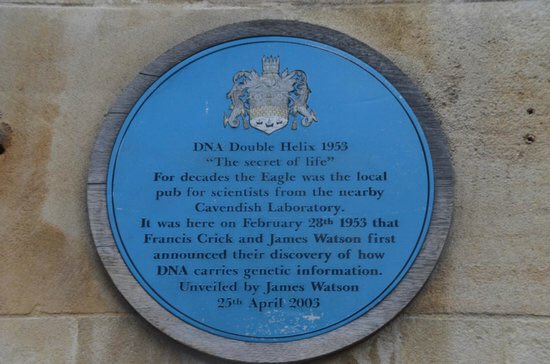 DNA Double Helix 1953
"The secret of life"
For decades the Eagle was the local
pub for scientists from the nearby
Cavendish Laboratory.
It was here on February 28th 1953 that
Francis Crick and James Watson first
announced their discovery of how
DNA carries genetic information.
Unveiled by James Watson
25th April 2003